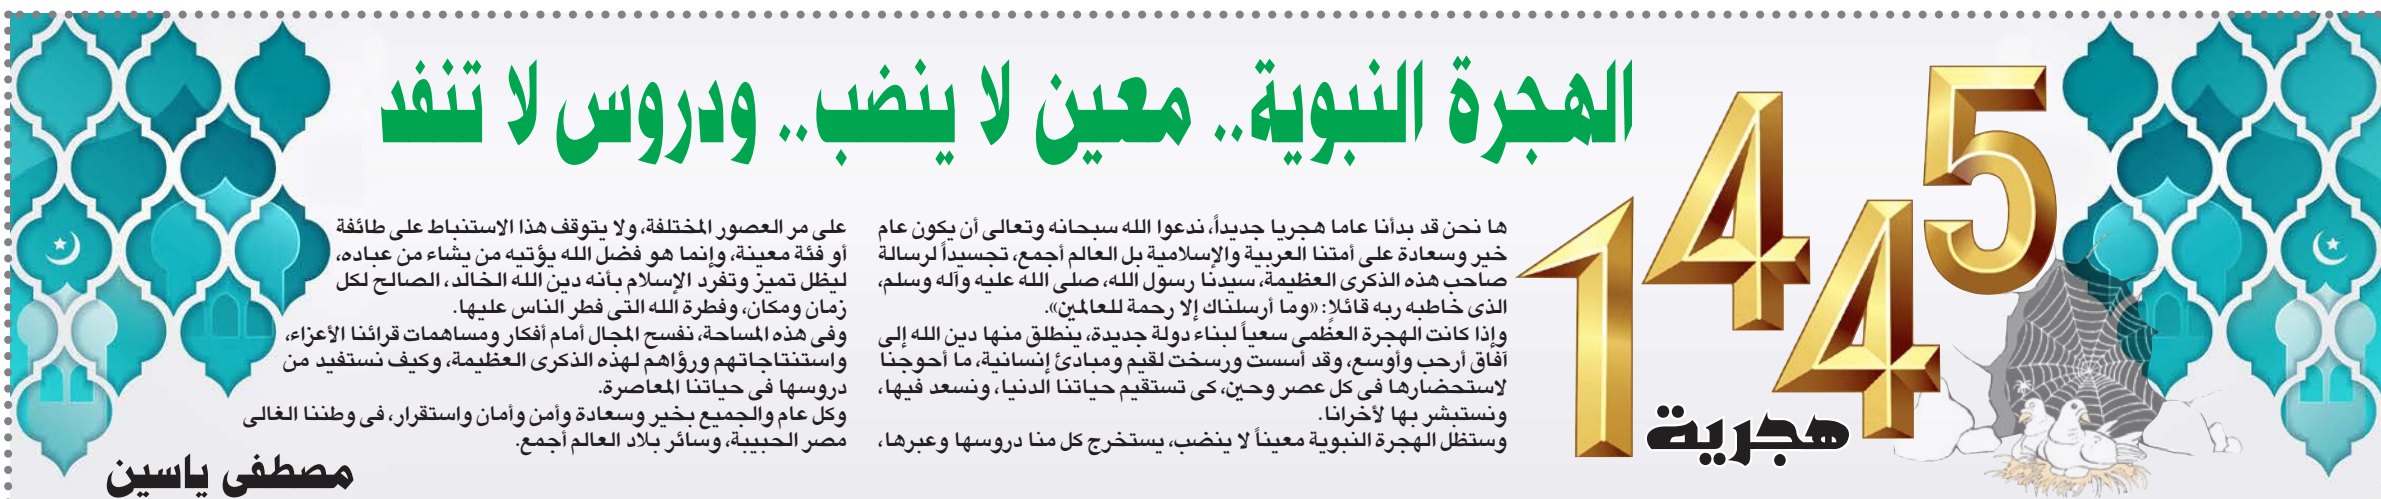 الهجرة النبوية.. معين لا ينضب.. ودروس لا تنفد
1445
هجرية
ها نحن قد بدأنا عاما هجريا جديداً، ندعوا الله سبحانه وتعالى أن يكون عام
خير وسعادة على أمتنا العربية والإسلامية بل العالم أجمع، تجسيداً لرسالة
صاحب هذه الذكرى العظيمة، سيدنا رسول الله، صلى الله عليه وآله وسلم،
الذى خاطبه ربه قائلاً: «وما أرسلناك إلا رحمة للعالمين».
وإذا كانت الهجرة العظمى سعياً لبناء دولة جديدة، ينطلق منها دين الله إلى
آفاق أرحب وأوسع، وقد أسست ورسخت لقيم ومبادئ إنسانية، ما أحوجنا
لاستحضارها فى كل عصر وحين، كى تستقيم حياتنا الدنيا، ونسعد فيها،
ونستبشر بها لأخرانا.
وستظل الهجرة النبوية معيناً لا ينضب، يستخرج كل منا دروسها وعبرها،
على مر العصور المختلفة، ولا يتوقف هذا الاستنباط على طائفة
أو فئة معينة، وإنما هو فضل الله يؤتيه من يشاء من عباده،
ليظل تميز وتفرد الإسلام بأنه دين الله الخالد، الصالح لكل
زمان ومكان، وفطرة الله التى فطر الناس عليها.
وفى هذه المساحة، نفسح المجال أمام أفكار ومساهمات قرائنا الأعزاء،
واستنتاجاتهم ورؤاهم لهذه الذكرى العظيمة، وكيف نستفيد من
دروسها فى حياتنا المعاصرة.
وكل عام والجميع بخير وسعادة وأمن وأمان واستقرار، فى وطننا الغالى
مصر الحبيبة، وسائر بلاد العالم أجمع.
مصطفى ياسين